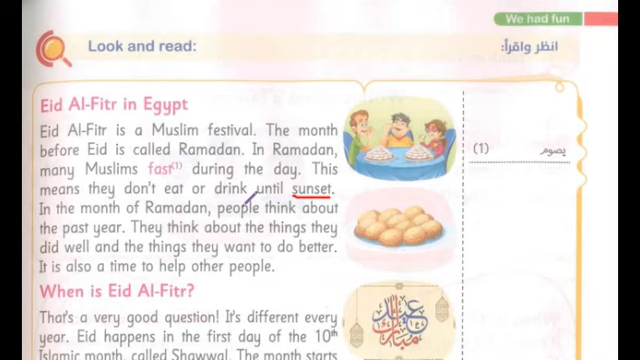 We had fun
Look and read:
انظر واقرأ:
Eid Al-Fitr in Egypt
Eid Al-Fitr is a Muslim festival. The month
before Eid is called Ramadan. In Ramadan,
many Muslims fast(1) during the day. This
means they don't eat or drink until sunset.
In the month of Ramadan, people think about
the past year. They think about the things they
did well and the things they want to do better.
It is also a time to help other people.
When is Eid Al-Fitr?
That's a very good question! It's different every
year. Eid happens in the first day of the 10th
Islamic month, called Shawwal. The month starts
(1) يصوم
عيد مبارك